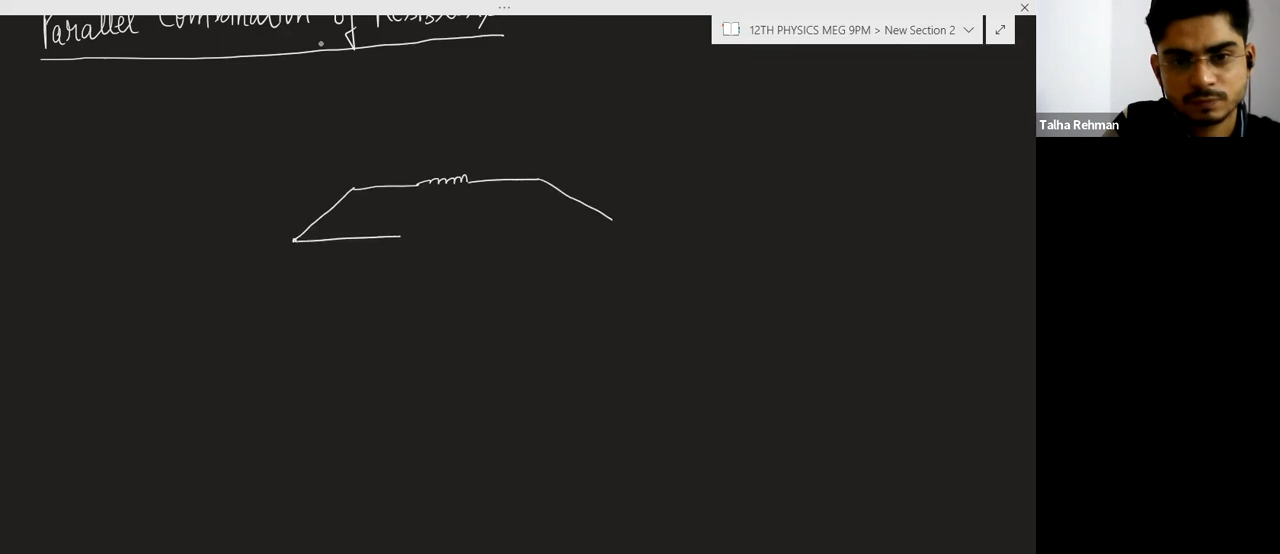 Parallel Combination of Resistors
12TH PHYSICS MEG 9PM > New Section 2
Talha Rehman